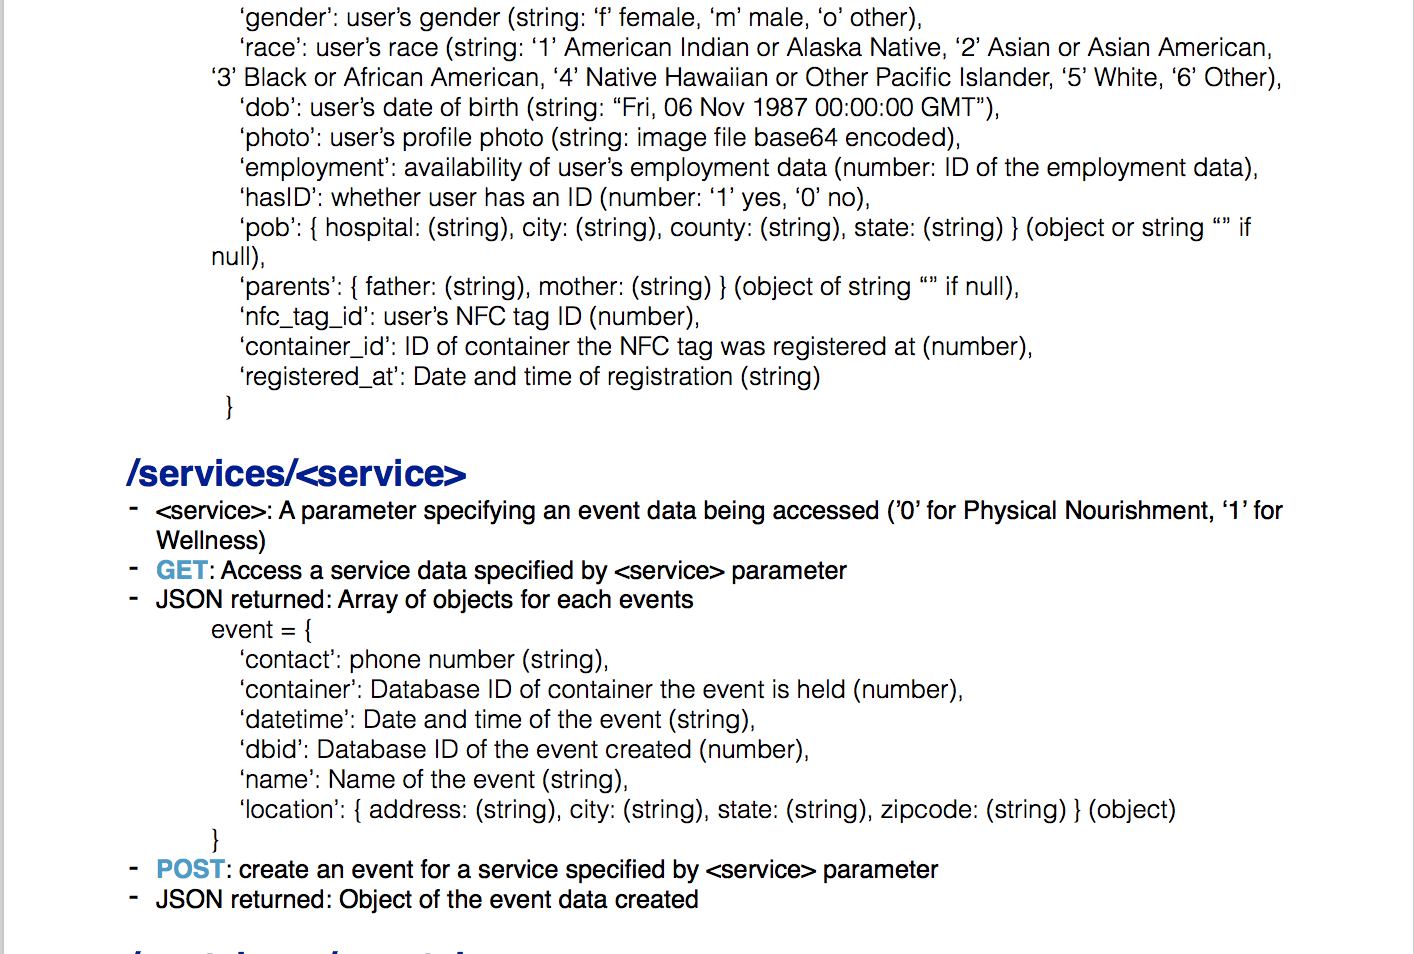 ‘gender’: user’s gender (string: ‘f’ female, ‘m’ male, ‘o’ other),
‘race’: user’s race (string: ‘1’ American Indian or Alaska Native, ‘2’ Asian or Asian American,
‘3’ Black or African American, ‘4’ Native Hawaiian or Other Pacific Islander, ‘5’ White, ‘6’ Other),
‘dob’: user’s date of birth (string: “Fri, 06 Nov 1987 00:00:00 GMT”),
‘photo’: user’s profile photo (string: image file base64 encoded),
‘employment’: availability of user’s employment data (number: ID of the employment data),
‘hasID’: whether user has an ID (number: ‘1’ yes, ‘0’ no),
‘pob’: { hospital: (string), city: (string), county: (string), state: (string) } (object or string “” if
null),
‘parents’: { father: (string), mother: (string) } (object of string “” if null),
‘nfc_tag_id’: user’s NFC tag ID (number),
‘container_id’: ID of container the NFC tag was registered at (number),
‘registered_at’: Date and time of registration (string)
}
/services/<service>
- <service>: A parameter specifying an event data being accessed (’0’ for Physical Nourishment, ‘1’ for
Wellness)
- GET: Access a service data specified by <service> parameter
- JSON returned: Array of objects for each events
event = {
‘contact’: phone number (string),
‘container’: Database ID of container the event is held (number),
‘datetime’: Date and time of the event (string),
‘dbid’: Database ID of the event created (number),
‘name’: Name of the event (string),
‘location’: { address: (string), city: (string), state: (string), zipcode: (string) } (object)
}
- POST: create an event for a service specified by <service> parameter
- JSON returned: Object of the event data created